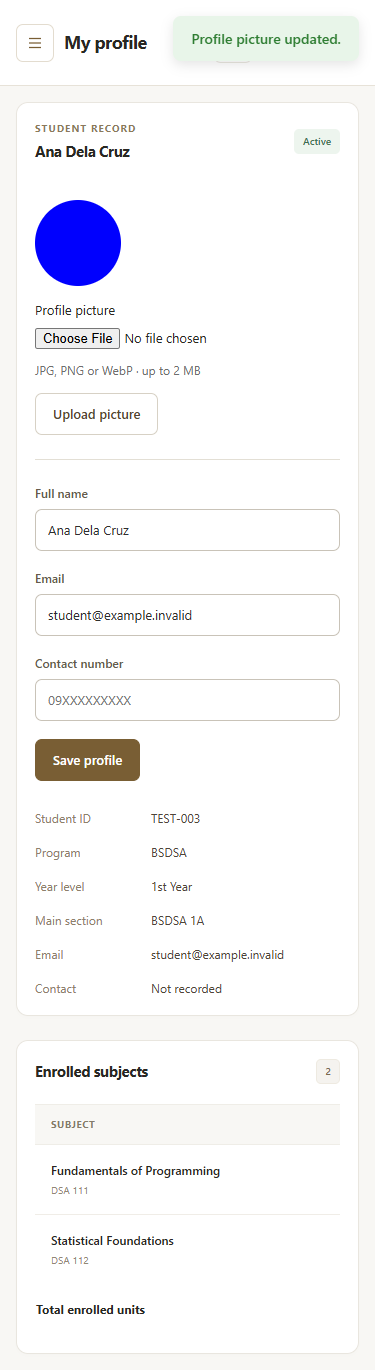 My profile
Profile picture updated.
STUDENT RECORD
Ana Dela Cruz
Active
Profile picture
Choose File No file chosen
JPG, PNG or WebP · up to 2 MB
Upload picture
Full name
Ana Dela Cruz
Email
student@example.invalid
Contact number
09XXXXXXXXX
Save profile
Student ID TEST-003
Program BSDSA
Year level 1st Year
Main section BSDSA 1A
Email student@example.invalid
Contact Not recorded
Enrolled subjects 2
SUBJECT
Fundamentals of Programming
DSA 111
Statistical Foundations
DSA 112
Total enrolled units